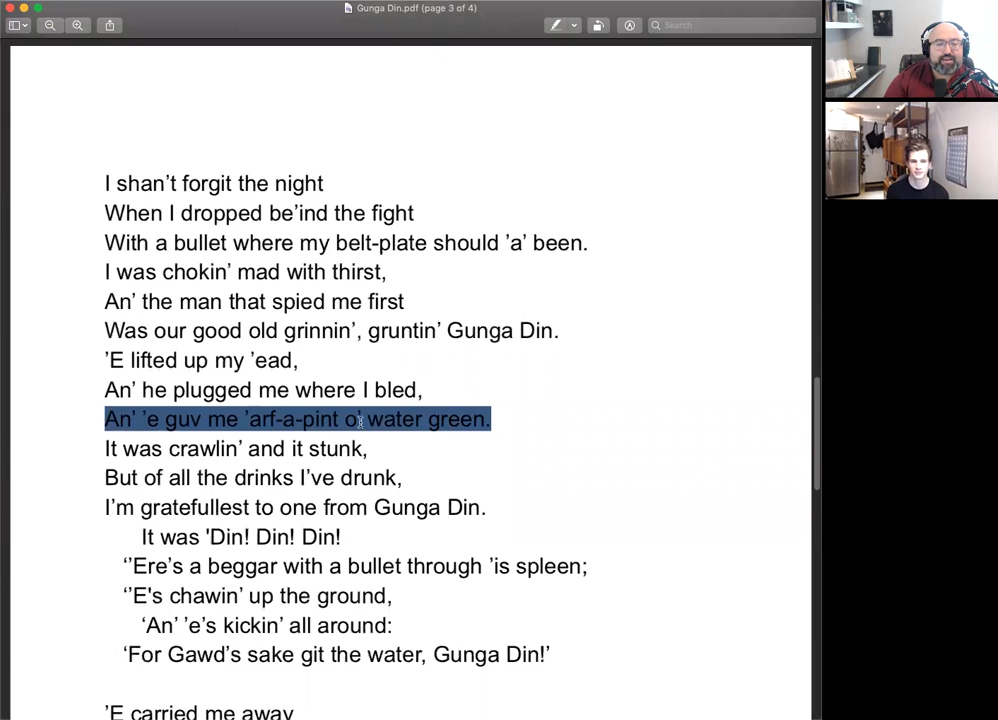 Gunga Din.pdf (page 3 of 4)
Search
I shan’t forgit the night
When I dropped be’ind the fight
With a bullet where my belt-plate should ’a’ been.
I was chokin’ mad with thirst,
An’ the man that spied me first
Was our good old grinnin’, gruntin’ Gunga Din.
’E lifted up my ’ead,
An’ he plugged me where I bled,
An’ ’e guv me ’arf-a-pint o’ water green.
It was crawlin’ and it stunk,
But of all the drinks I’ve drunk,
I’m gratefullest to one from Gunga Din.
It was 'Din! Din! Din!
‘’Ere’s a beggar with a bullet through ’is spleen;
‘’E's chawin’ up the ground,
‘An’ ’e’s kickin’ all around:
‘For Gawd’s sake git the water, Gunga Din!’
’E carried me away